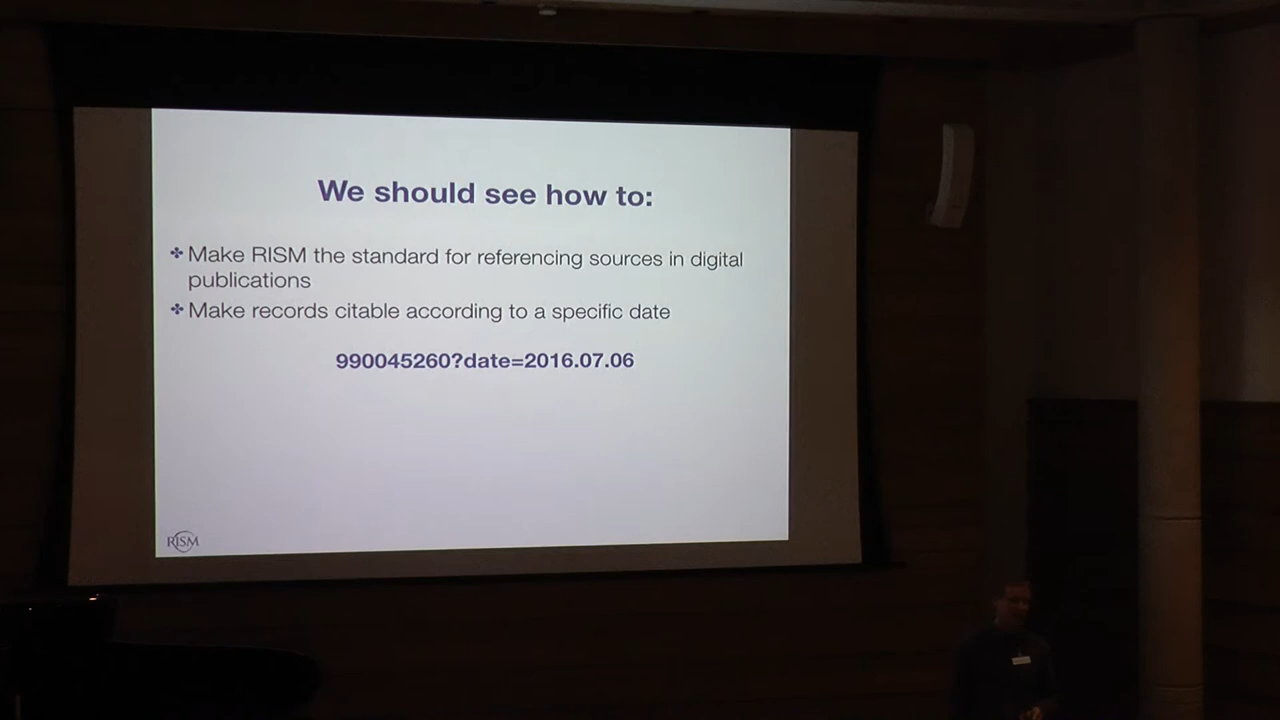 We should see how to:
✤ Make RISM the standard for referencing sources in digital
publications
✤ Make records citable according to a specific date
990045260?date=2016.07.06
RISM